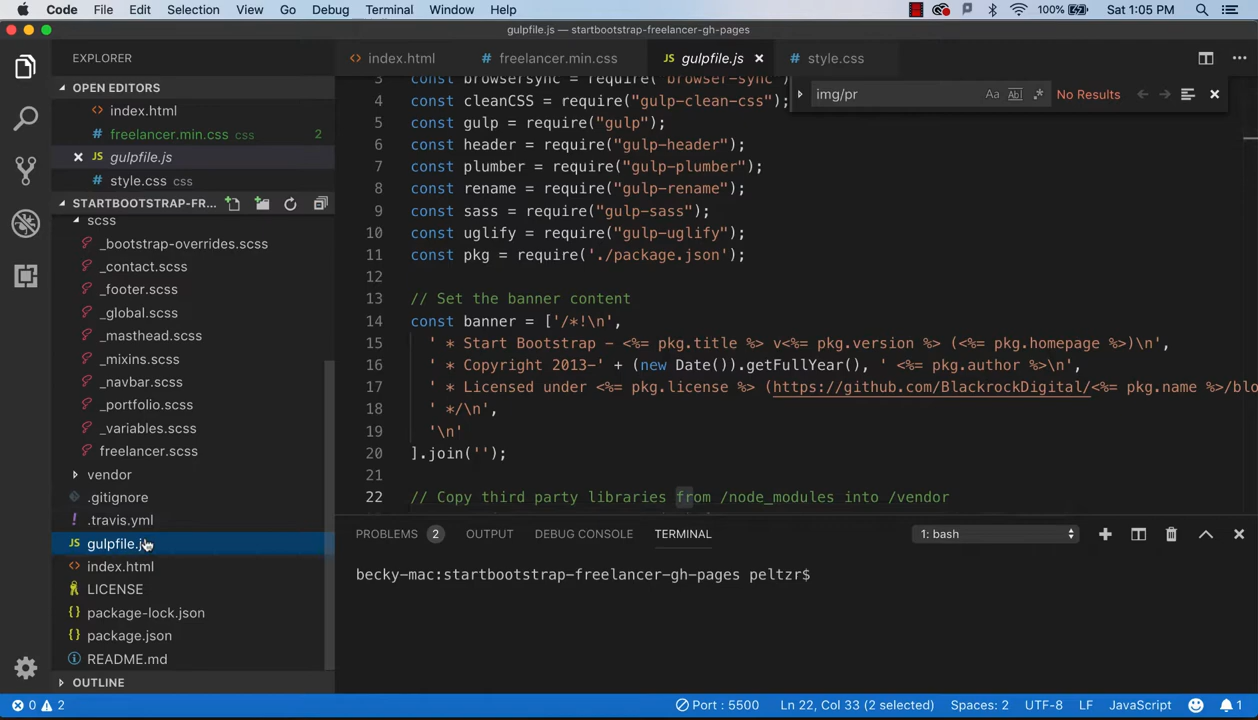 Code File Edit Selection View Go Debug Terminal Window Help 100% Sat 1:05 PM
gulpfile.js — startbootstrap-freelancer-gh-pages
EXPLORER
index.html freelancer.min.css gulpfile.js style.css
OPEN EDITORS
index.html
freelancer.min.css css 2
gulpfile.js
style.css css
STARTBOOTSTRAP-FR...
scss
_bootstrap-overrides.scss
_contact.scss
_footer.scss
_global.scss
_masthead.scss
_mixins.scss
_navbar.scss
_portfolio.scss
_variables.scss
freelancer.scss
vendor
.gitignore
.travis.yml
gulpfile.js
index.html
LICENSE
package-lock.json
package.json
README.md
OUTLINE
img/pr Aa Abl .* No Results
3 const browsersync = require("browser-sync"
4 const cleanCSS = require("gulp-clean-css");
5 const gulp = require("gulp");
6 const header = require("gulp-header");
7 const plumber = require("gulp-plumber");
8 const rename = require("gulp-rename");
9 const sass = require("gulp-sass");
10 const uglify = require("gulp-uglify");
11 const pkg = require('./package.json');
12
13 // Set the banner content
14 const banner = ['/*!\n',
15 ' * Start Bootstrap - <%= pkg.title %> v<%= pkg.version %> (<%= pkg.homepage %>)\n',
16 ' * Copyright 2013-' + (new Date()).getFullYear(), ' <%= pkg.author %>\n',
17 ' * Licensed under <%= pkg.license %> (https://github.com/BlackrockDigital/<%= pkg.name %>/blo
18 ' */\n',
19 '\n'
20 ].join('');
21
22 // Copy third party libraries from /node_modules into /vendor
PROBLEMS 2 OUTPUT DEBUG CONSOLE TERMINAL 1: bash
becky-mac:startbootstrap-freelancer-gh-pages peltzr$
0 2 Port : 5500 Ln 22, Col 33 (2 selected) Spaces: 2 UTF-8 LF JavaScript 1